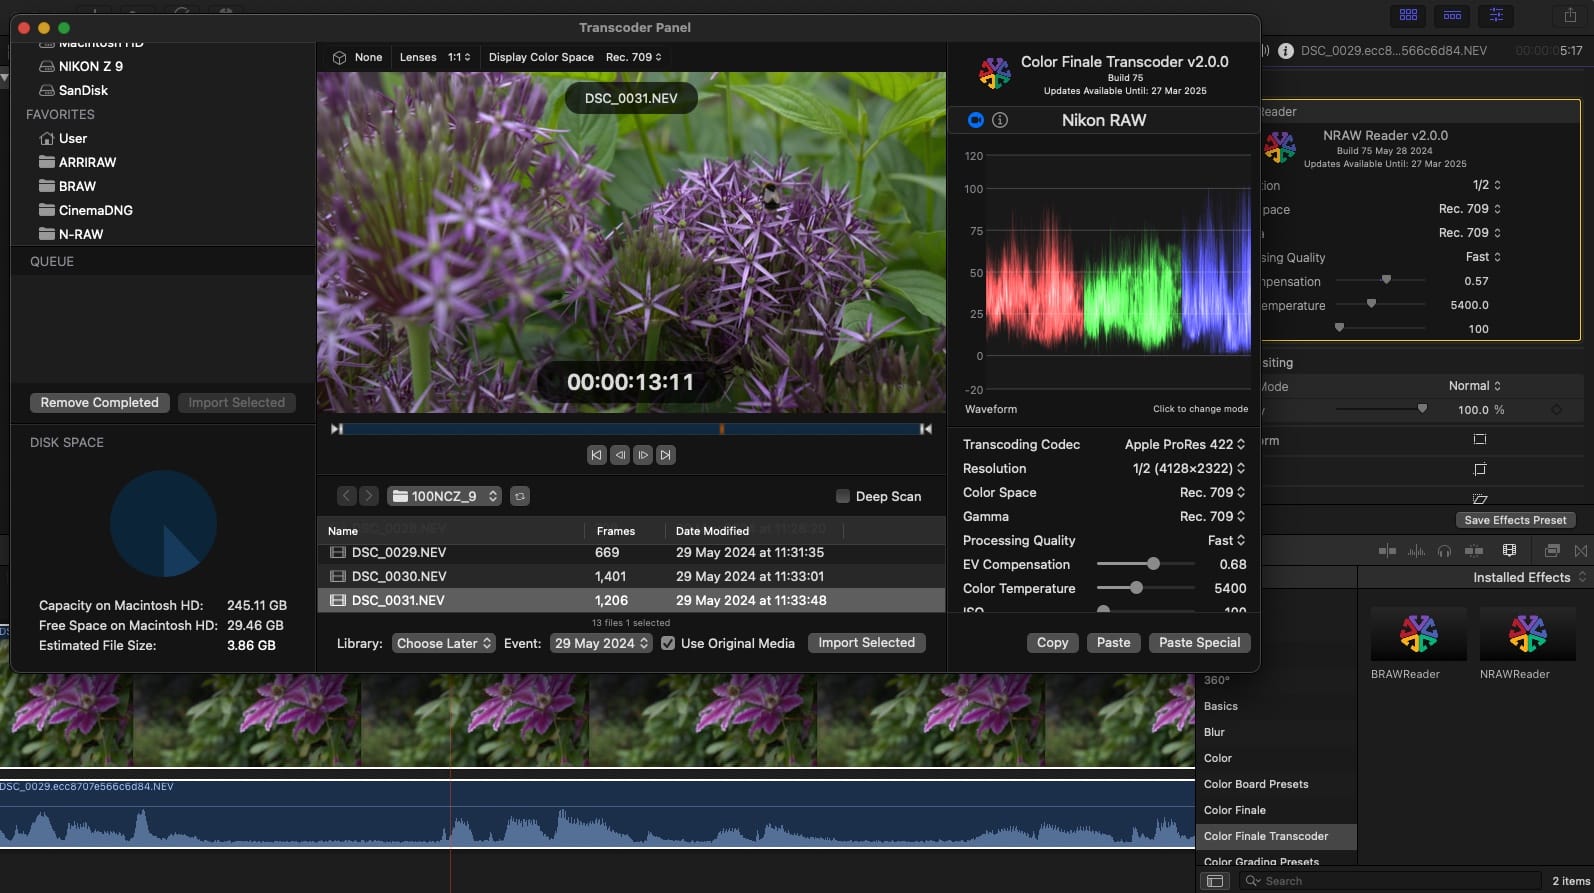 Transcoder Panel
Macintosh HD
NIKON Z 9
SanDisk
FAVORITES
User
ARRIRAW
BRAW
CinemaDNG
N-RAW
QUEUE
Remove Completed
Import Selected
DISK SPACE
Capacity on Macintosh HD: 245.11 GB
Free Space on Macintosh HD: 29.46 GB
Estimated File Size: 3.86 GB
None
Lenses 1:1
Display Color Space Rec. 709
DSC_0031.NEV
00:00:13:11
100NCZ_9
Deep Scan
Name Frames Date Modified
DSC_0029.NEV 669 29 May 2024 at 11:31:35
DSC_0030.NEV 1,401 29 May 2024 at 11:33:01
DSC_0031.NEV 1,206 29 May 2024 at 11:33:48
13 files 1 selected
Library: Choose Later Event: 29 May 2024 Use Original Media Import Selected
Color Finale Transcoder v2.0.0
Build 75
Updates Available Until: 27 Mar 2025
Nikon RAW
120
100
75
50
25
0
-20
Waveform Click to change mode
Transcoding Codec Apple ProRes 422
Resolution 1/2 (4128×2322)
Color Space Rec. 709
Gamma Rec. 709
Processing Quality Fast
EV Compensation 0.68
Color Temperature 5400
ISO 100
Copy Paste Paste Special
DSC_0029.ecc8...566c6d84.NEV 00:00:05:17
eader
NRAW Reader v2.0.0
Build 75 May 28 2024
Updates Available Until: 27 Mar 2025
tion 1/2
pace Rec. 709
a Rec. 709
sing Quality Fast
npensation 0.57
emperature 5400.0
100
siting
Mode Normal
y 100.0 %
rm
Save Effects Preset
Installed Effects
BRAWReader
NRAWReader
360°
Basics
Blur
Color
Color Board Presets
Color Finale
Color Finale Transcoder
Color Grading Presets
Search
2 items
DSC_0029.ecc8707e566c6d84.NEV